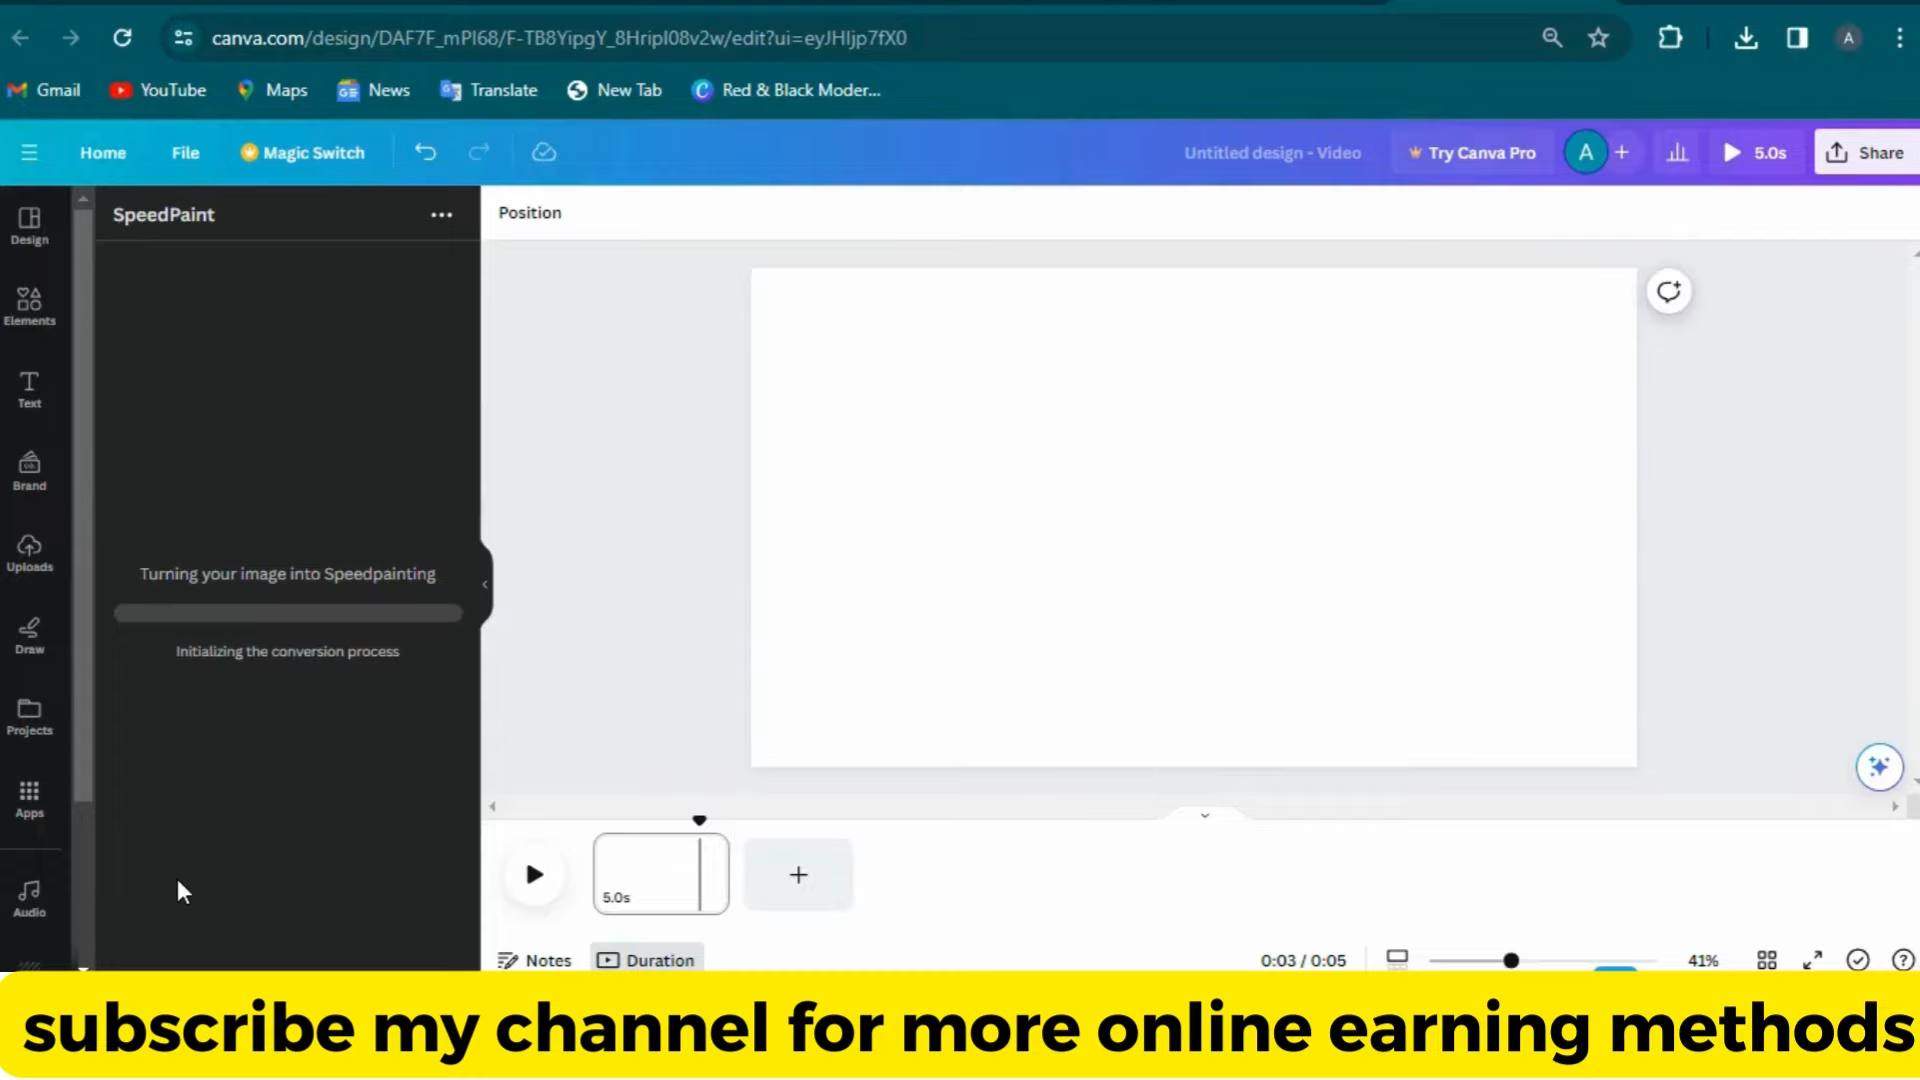 canva.com/design/DAF7F_mPl68/F-TB8YipgY_8Hripl08v2w/edit?ui=eyJHIjp7fX0
A
Gmail
YouTube
Maps
News
Translate
New Tab
Red & Black Moder...
Home
File
Magic Switch
Untitled design - Video
Try Canva Pro
A
5.0s
Share
SpeedPaint
Position
Design
Elements
Text
Brand
Uploads
Draw
Projects
Apps
Audio
Turning your image into Speedpainting
Initializing the conversion process
5.0s
Notes
Duration
0:03 / 0:05
41%
subscribe my channel for more online earning methods